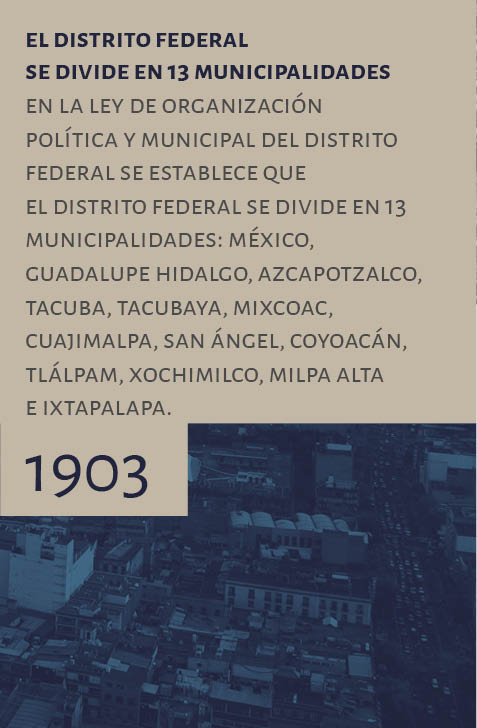 EL DISTRITO FEDERAL
SE DIVIDE EN 13 MUNICIPALIDADES
EN LA LEY DE ORGANIZACIÓN
POLÍTICA Y MUNICIPAL DEL DISTRITO
FEDERAL SE ESTABLECE QUE
EL DISTRITO FEDERAL SE DIVIDE EN 13
MUNICIPALIDADES: MÉXICO,
GUADALUPE HIDALGO, AZCAPOTZALCO,
TACUBA, TACUBAYA, MIXCOAC,
CUAJIMALPA, SAN ÁNGEL, COYOACÁN,
TLÁLPAM, XOCHIMILCO, MILPA ALTA
E IXTAPALAPA.
1903